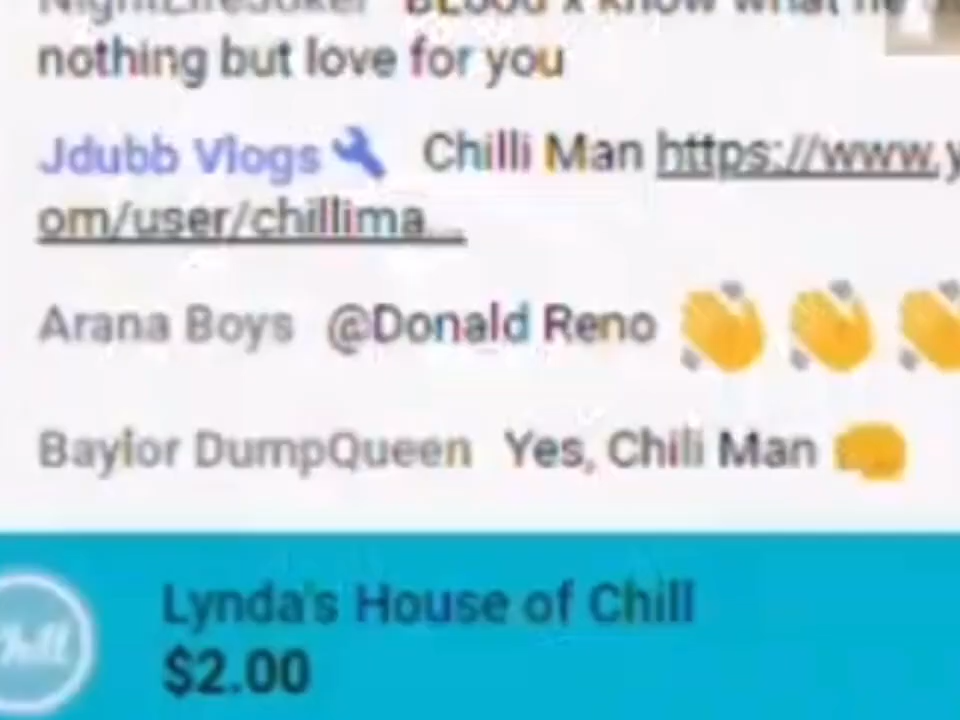 nothing but love for you
Jdubb Vlogs Chilli Man https://www.y
om/user/chillima...
Arana Boys @Donald Reno
Baylor DumpQueen Yes, Chili Man
Lynda's House of Chill
$2.00
Chill